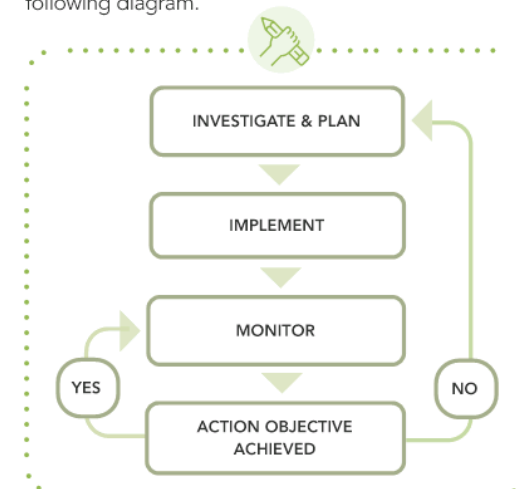 following diagram.
INVESTIGATE & PLAN
IMPLEMENT
MONITOR
YES
NO
ACTION OBJECTIVE
ACHIEVED